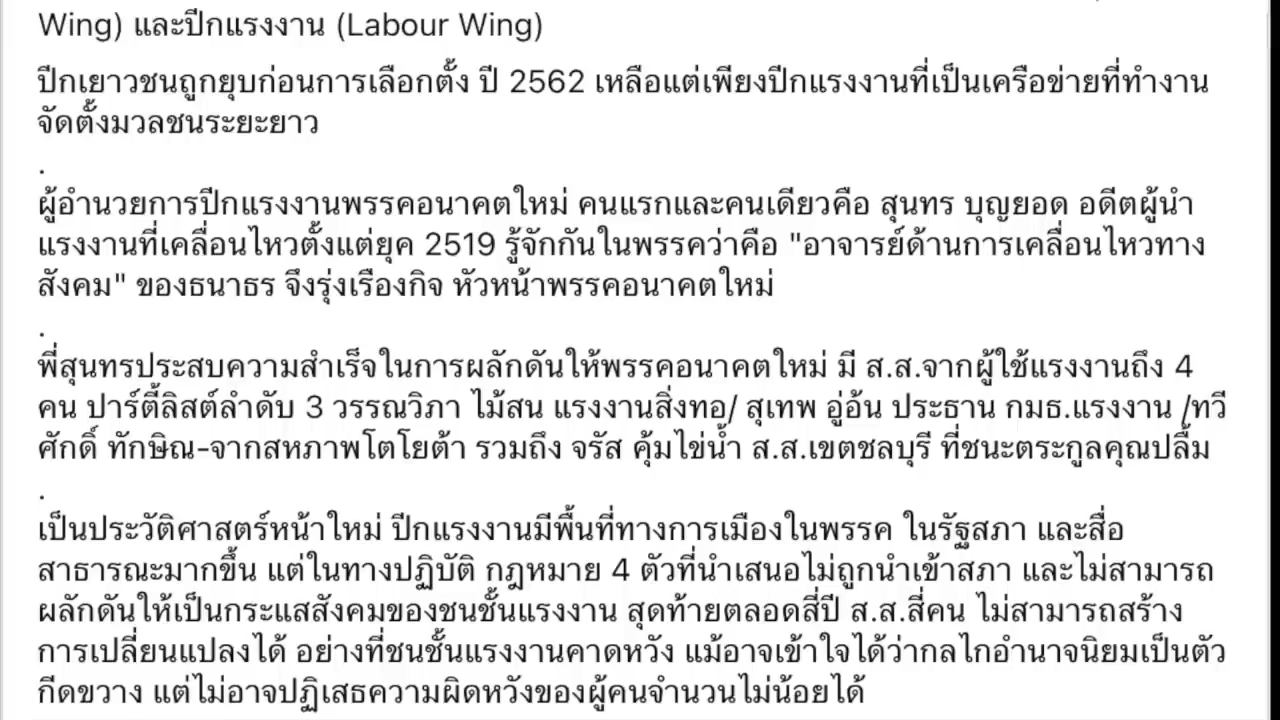 Wing) และปีกแรงงาน (Labour Wing)
ปีกเยาวชนถูกยุบก่อนการเลือกตั้ง ปี 2562 เหลือแต่เพียงปีกแรงงานที่เป็นเครือข่ายที่ทำงาน
จัดตั้งมวลชนระยะยาว
.
ผู้อำนวยการปีกแรงงานพรรคอนาคตใหม่ คนแรกและคนเดียวคือ สุนทร บุญยอด อดีตผู้นำ
แรงงานที่เคลื่อนไหวตั้งแต่ยุค 2519 รู้จักกันในพรรคว่าคือ "อาจารย์ด้านการเคลื่อนไหวทาง
สังคม" ของธนาธร จึงรุ่งเรืองกิจ หัวหน้าพรรคอนาคตใหม่
.
พี่สุนทรประสบความสำเร็จในการผลักดันให้พรรคอนาคตใหม่ มี ส.ส.จากผู้ใช้แรงงานถึง 4
คน ปาร์ตี้ลิสต์ลำดับ 3 วรรณวิภา ไม้สน แรงงานสิ่งทอ/ สุเทพ อู่อ้น ประธาน กมธ.แรงงาน /ทวี
ศักดิ์ ทักษิณ-จากสหภาพโตโยต้า รวมถึง จรัส คุ้มไข่น้ำ ส.ส.เขตชลบุรี ที่ชนะตระกูลคุณปลื้ม
.
เป็นประวัติศาสตร์หน้าใหม่ ปีกแรงงานมีพื้นที่ทางการเมืองในพรรค ในรัฐสภา และสื่อ
สาธารณะมากขึ้น แต่ในทางปฏิบัติ กฎหมาย 4 ตัวที่นำเสนอไม่ถูกนำเข้าสภา และไม่สามารถ
ผลักดันให้เป็นกระแสสังคมของชนชั้นแรงงาน สุดท้ายตลอดสี่ปี ส.ส.สี่คน ไม่สามารถสร้าง
การเปลี่ยนแปลงได้ อย่างที่ชนชั้นแรงงานคาดหวัง แม้อาจเข้าใจได้ว่ากลไกอำนาจนิยมเป็นตัว
กีดขวาง แต่ไม่อาจปฏิเสธความผิดหวังของผู้คนจำนวนไม่น้อยได้